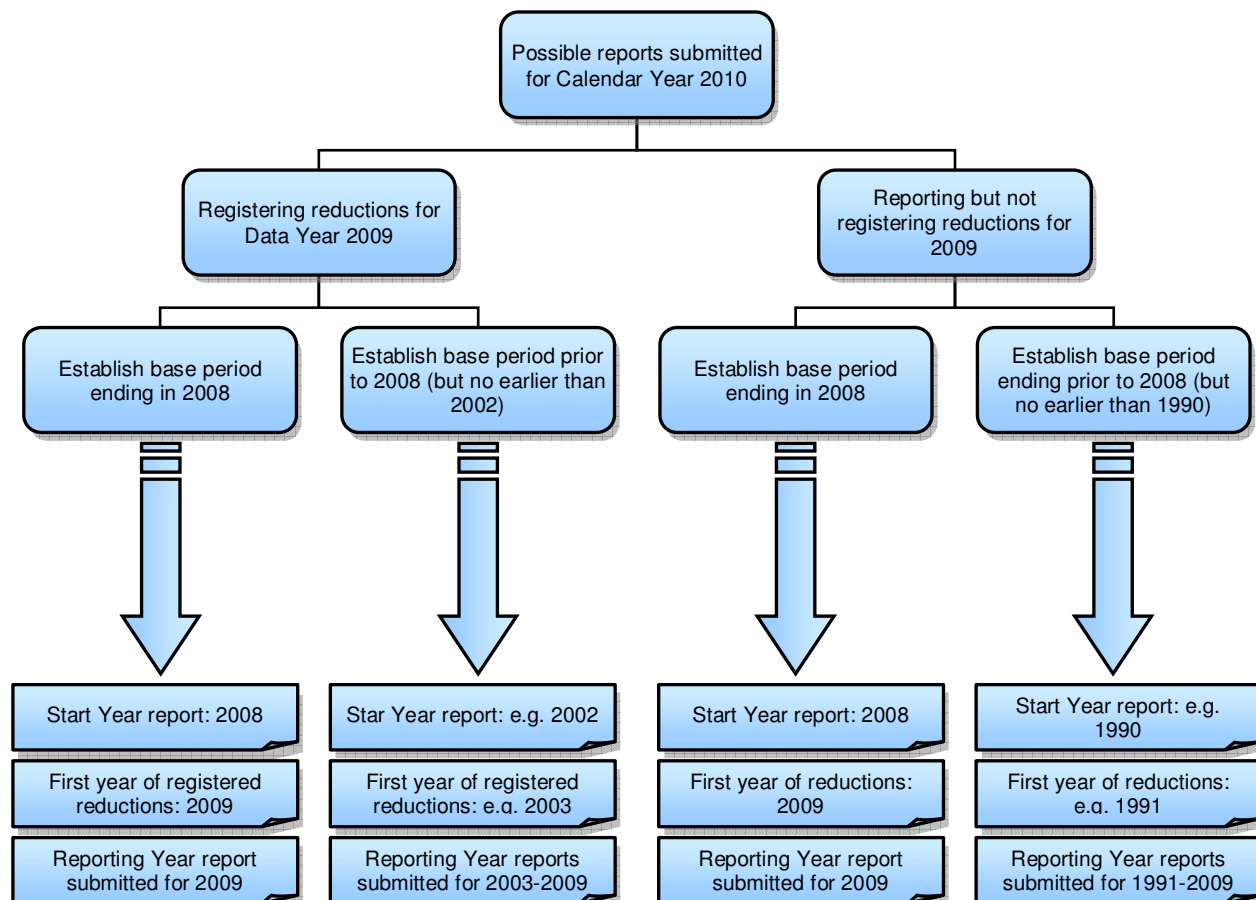 Possible reports submitted
for Calendar Year 2010
Registering reductions for
Data Year 2009
Reporting but not
registering reductions for
2009
Establish base period
ending in 2008
Establish base period prior
to 2008 (but no earlier than
2002)
Establish base period
ending in 2008
Establish base period
ending prior to 2008 (but
no earlier than 1990)
Start Year report: 2008
Star Year report: e.g. 2002
Start Year report: 2008
Start Year report: e.g.
1990
First year of registered
reductions: 2009
First year of registered
reductions: e.g. 2003
First year of reductions:
2009
First year of reductions:
e.g. 1991
Reporting Year report
submitted for 2009
Reporting Year reports
submitted for 2003-2009
Reporting Year report
submitted for 2009
Reporting Year reports
submitted for 1991-2009